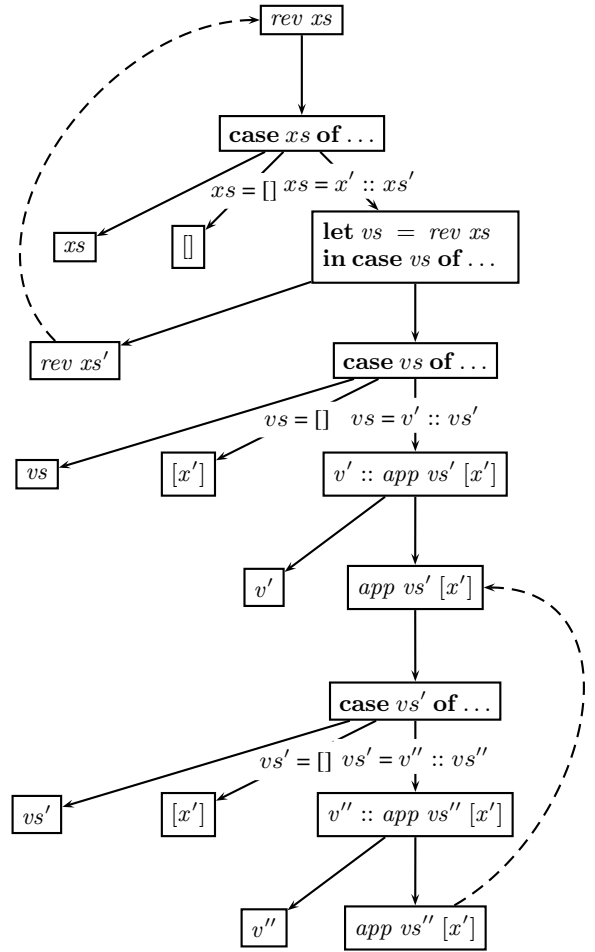 rev xs
case xs of ...
xs = [] xs = x′ :: xs′
xs
[]
let vs = rev xs
in case vs of ...
rev xs′
case vs of ...
vs = [] vs = v′ :: vs′
vs
[x′]
v′ :: app vs′ [x′]
v′
app vs′ [x′]
case vs′ of ...
vs′ = [] vs′ = v″ :: vs″
vs′
[x′]
v″ :: app vs″ [x′]
v″
app vs″ [x′]